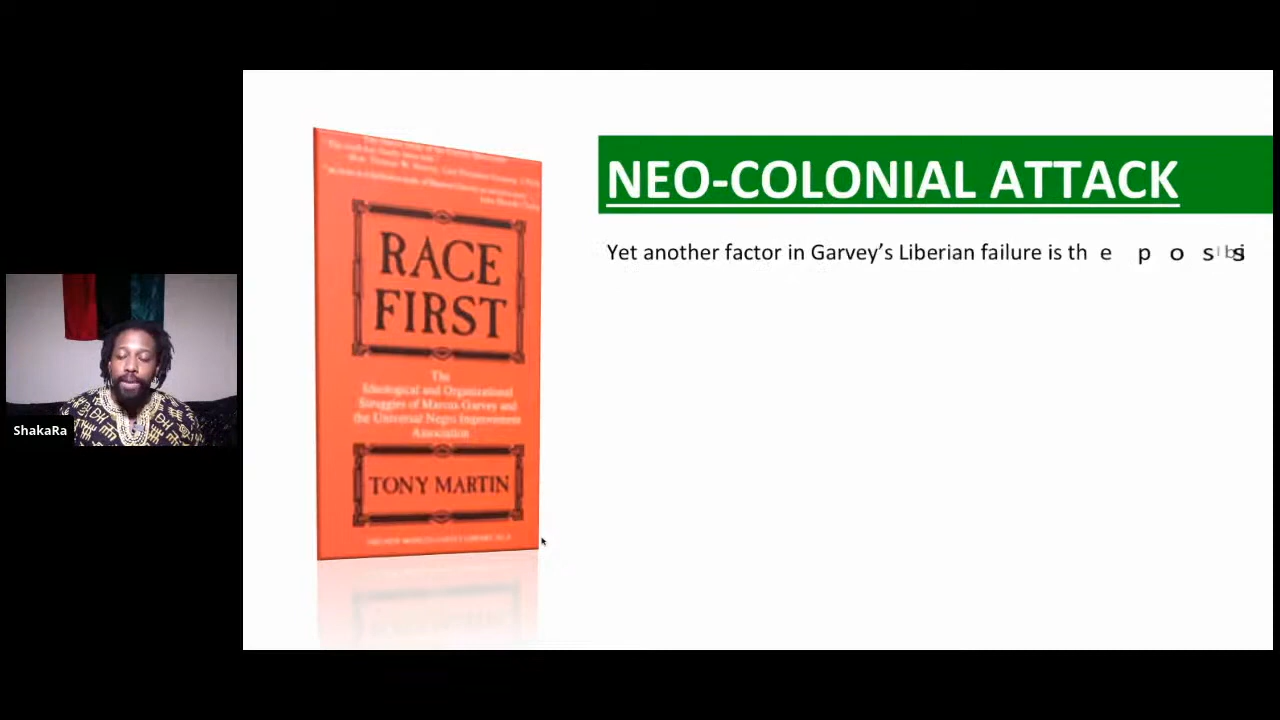 NEO-COLONIAL ATTACK
Yet another factor in Garvey’s Liberian failure is the
RACE
FIRST
The
Ideological and Organizational
Struggles of Marcus Garvey and
the Universal Negro Improvement
Association
TONY MARTIN
ShakaRa